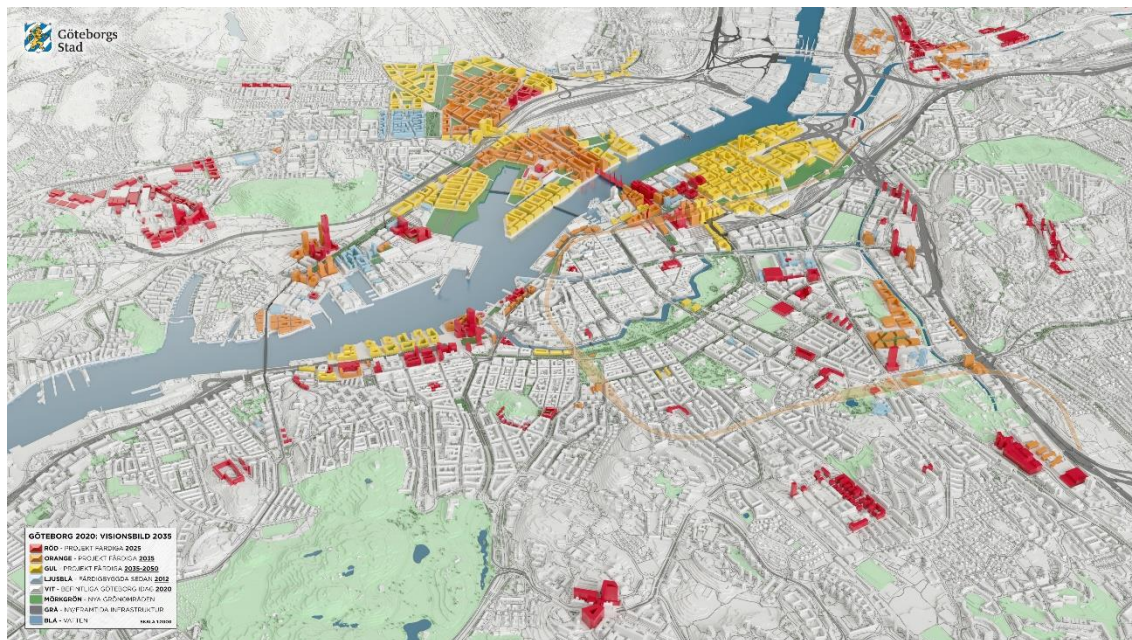 Göteborgs
Stad
GÖTEBORG 2020: VISIONSBILD 2035
RÖD - PROJEKT FÄRDIGA 2025
ORANGE - PROJEKT FÄRDIGA 2035
GUL - PROJEKT FÄRDIGA 2035-2050
LJUSBLÅ - FÄRDIGBYGGDA SEDAN 2012
VIT - BEFINTLIGA GÖTEBORG IDAG 2020
MÖRKGRÖN - NYA GRÖNOMRÅDEN
GRÅ - NY/FRAMTIDA INFRASTRUKTUR
BLÅ - VATTEN